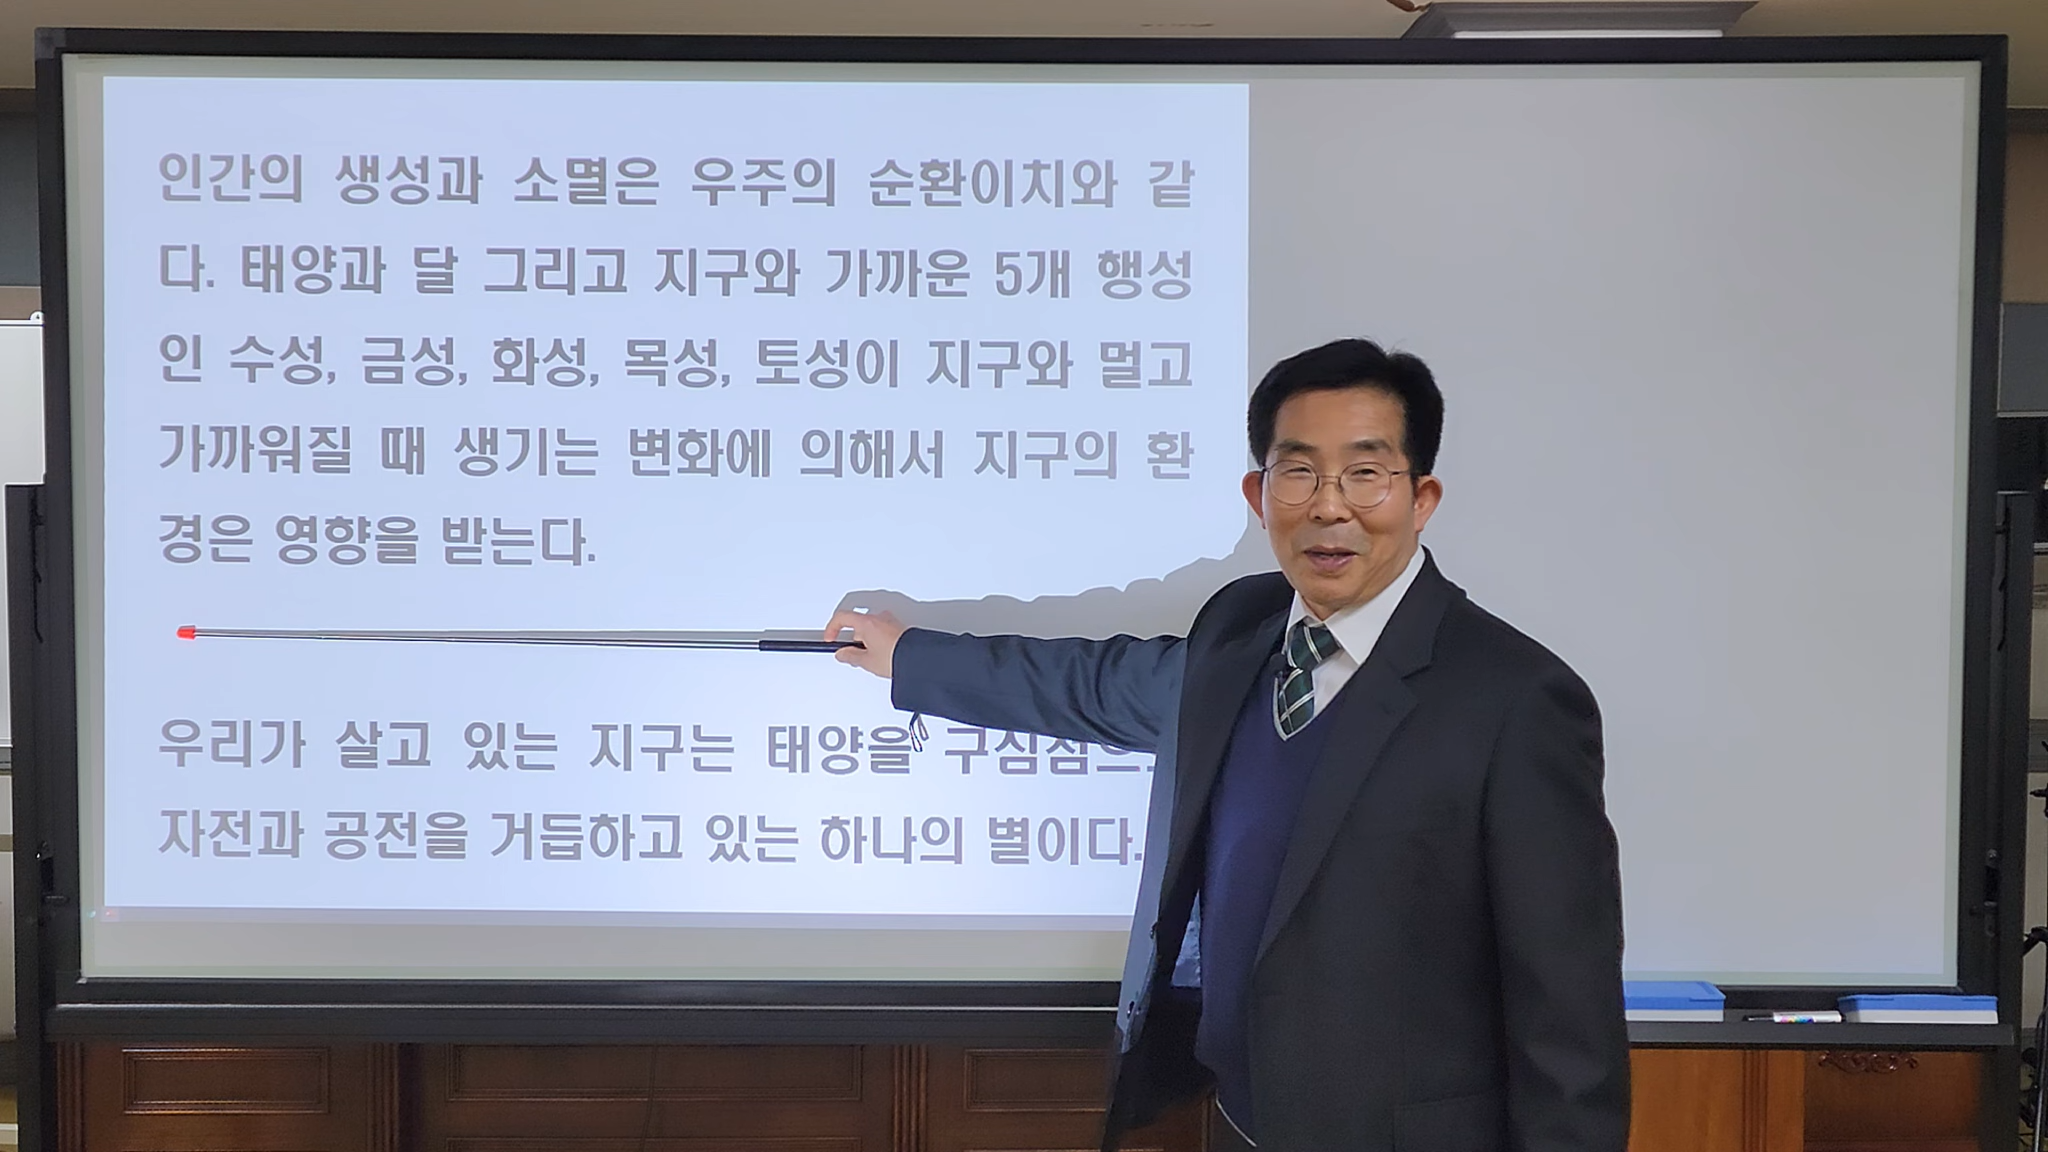 인간의 생성과 소멸은 우주의 순환이치와 같
다. 태양과 달 그리고 지구와 가까운 5개 행성
인 수성, 금성, 화성, 목성, 토성이 지구와 멀고
가까워질 때 생기는 변화에 의해서 지구의 환
경은 영향을 받는다.
우리가 살고 있는 지구는 태양을 구심점으로
자전과 공전을 거듭하고 있는 하나의 별이다.